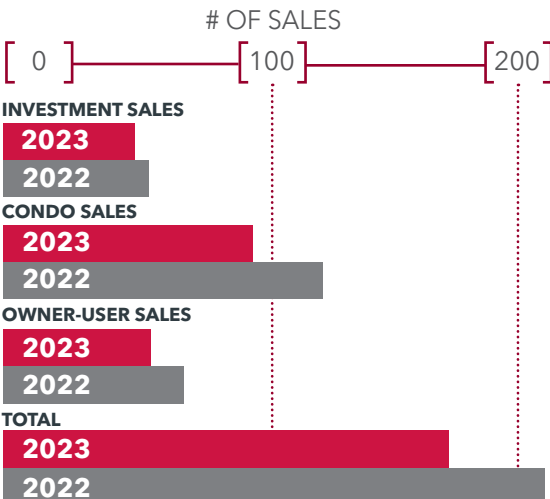 # OF SALES
0 100 200
INVESTMENT SALES
2023
2022
CONDO SALES
2023
2022
OWNER-USER SALES
2023
2022
TOTAL
2023
2022